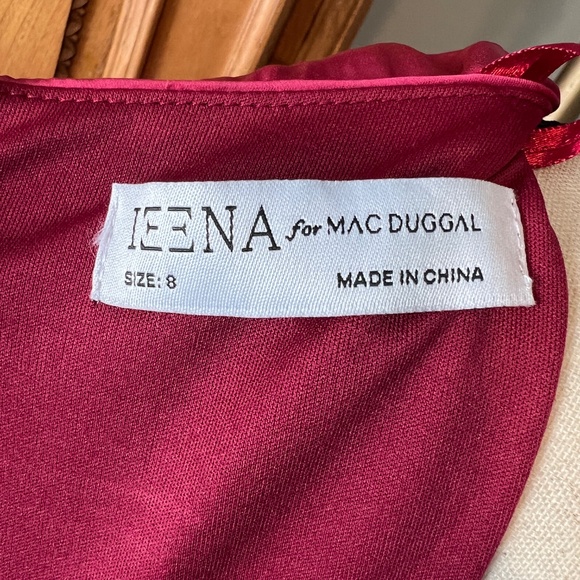 IEENA for MAC DUGGAL
SIZE: 8 MADE IN CHINA